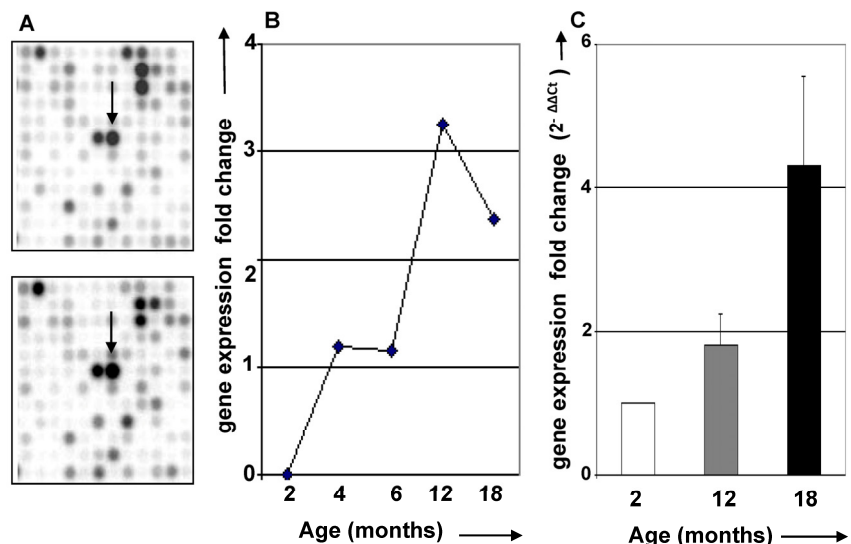 A
B
C
gene expression fold change
4
3
2
1
0
2 4 6 12 18
Age (months)
gene expression fold change (2- ΔΔCt )
6
4
2
0
2 12 18
Age (months)